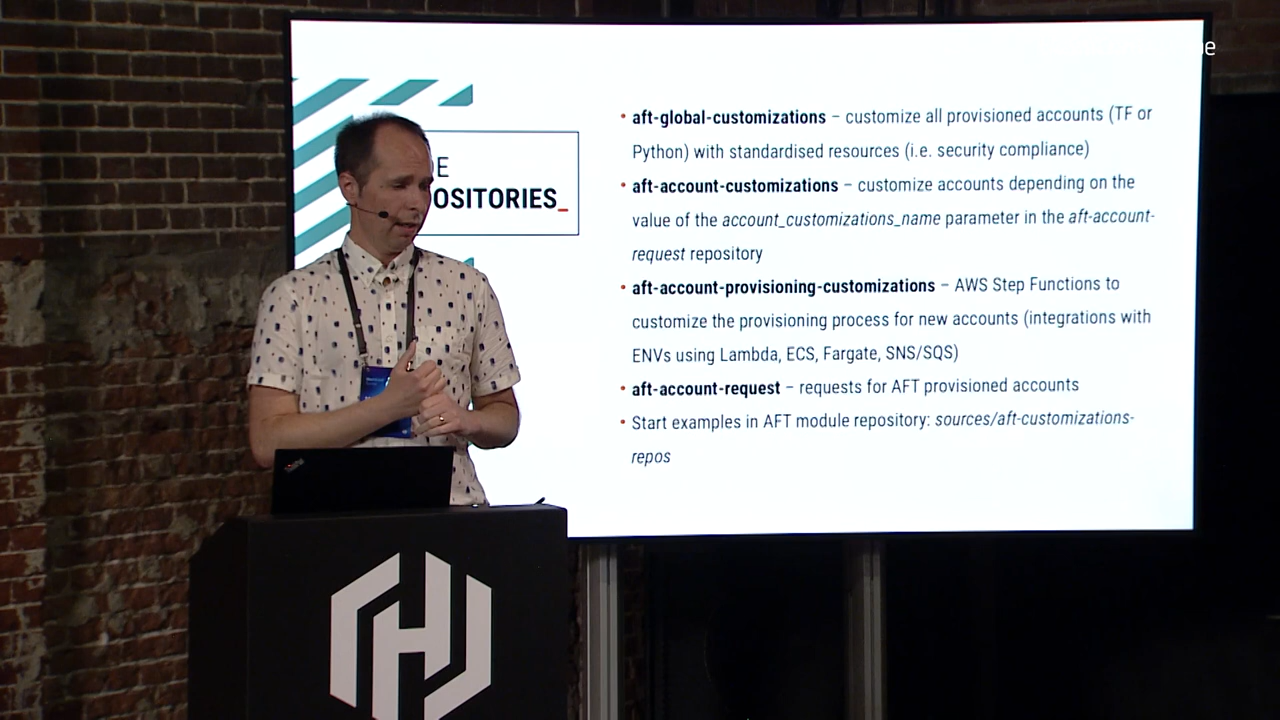 e
E
OSITORIES_
• aft-global-customizations – customize all provisioned accounts (TF or
Python) with standardised resources (i.e. security compliance)
• aft-account-customizations – customize accounts depending on the
value of the account_customizations_name parameter in the aft-account-
request repository
• aft-account-provisioning-customizations – AWS Step Functions to
customize the provisioning process for new accounts (integrations with
ENVs using Lambda, ECS, Fargate, SNS/SQS)
• aft-account-request – requests for AFT provisioned accounts
• Start examples in AFT module repository: sources/aft-customizations-
repos
ThinkPad